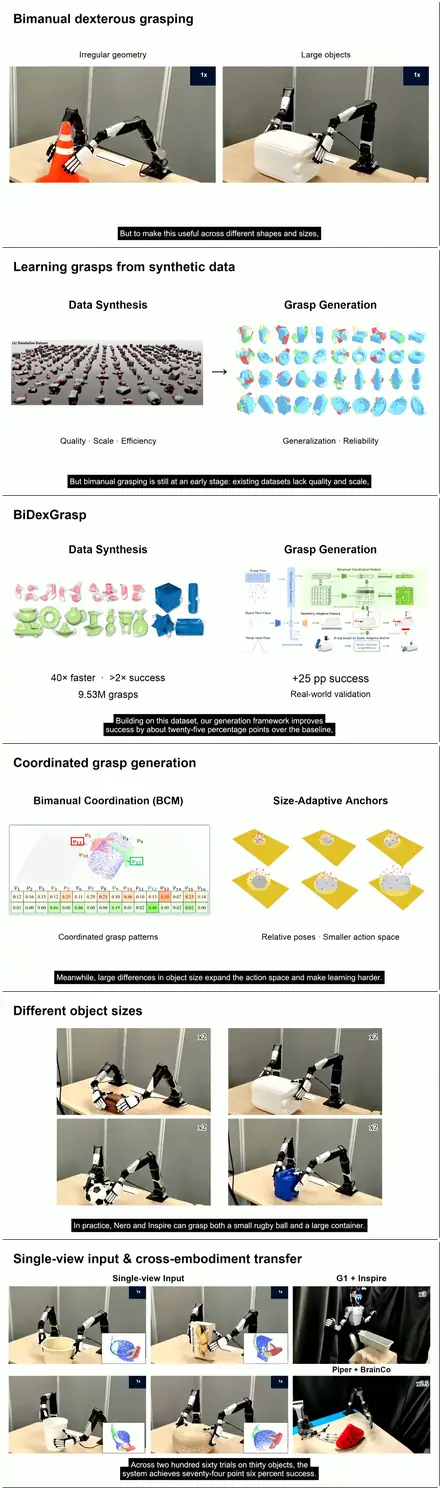 Bimanual dexterous grasping
Irregular geometry
Large objects
1x
1x
But to make this useful across different shapes and sizes,
Learning grasps from synthetic data
Data Synthesis
Grasp Generation
→
Quality · Scale · Efficiency
Generalization · Reliability
But bimanual grasping is still at an early stage: existing datasets lack quality and scale,
BiDexGrasp
Data Synthesis
Grasp Generation
40× faster · >2× success
9.53M grasps
+25 pp success
Real-world validation
Building on this dataset, our generation framework improves
success by about twenty-five percentage points over the baseline,
Coordinated grasp generation
Bimanual Coordination (BCM)
Size-Adaptive Anchors
Coordinated grasp patterns
Relative poses · Smaller action space
Meanwhile, large differences in object size expand the action space and make learning harder.
Different object sizes
x2
x2
x2
x2
In practice, Nero and Inspire can grasp both a small rugby ball and a large container.
Single-view input & cross-embodiment transfer
Single-view Input
G1 + Inspire
1x
1x
x3
Piper + BrainCo
1x
1x
x2.5
Across two hundred sixty trials on thirty objects, the
system achieves seventy-four point six percent success.